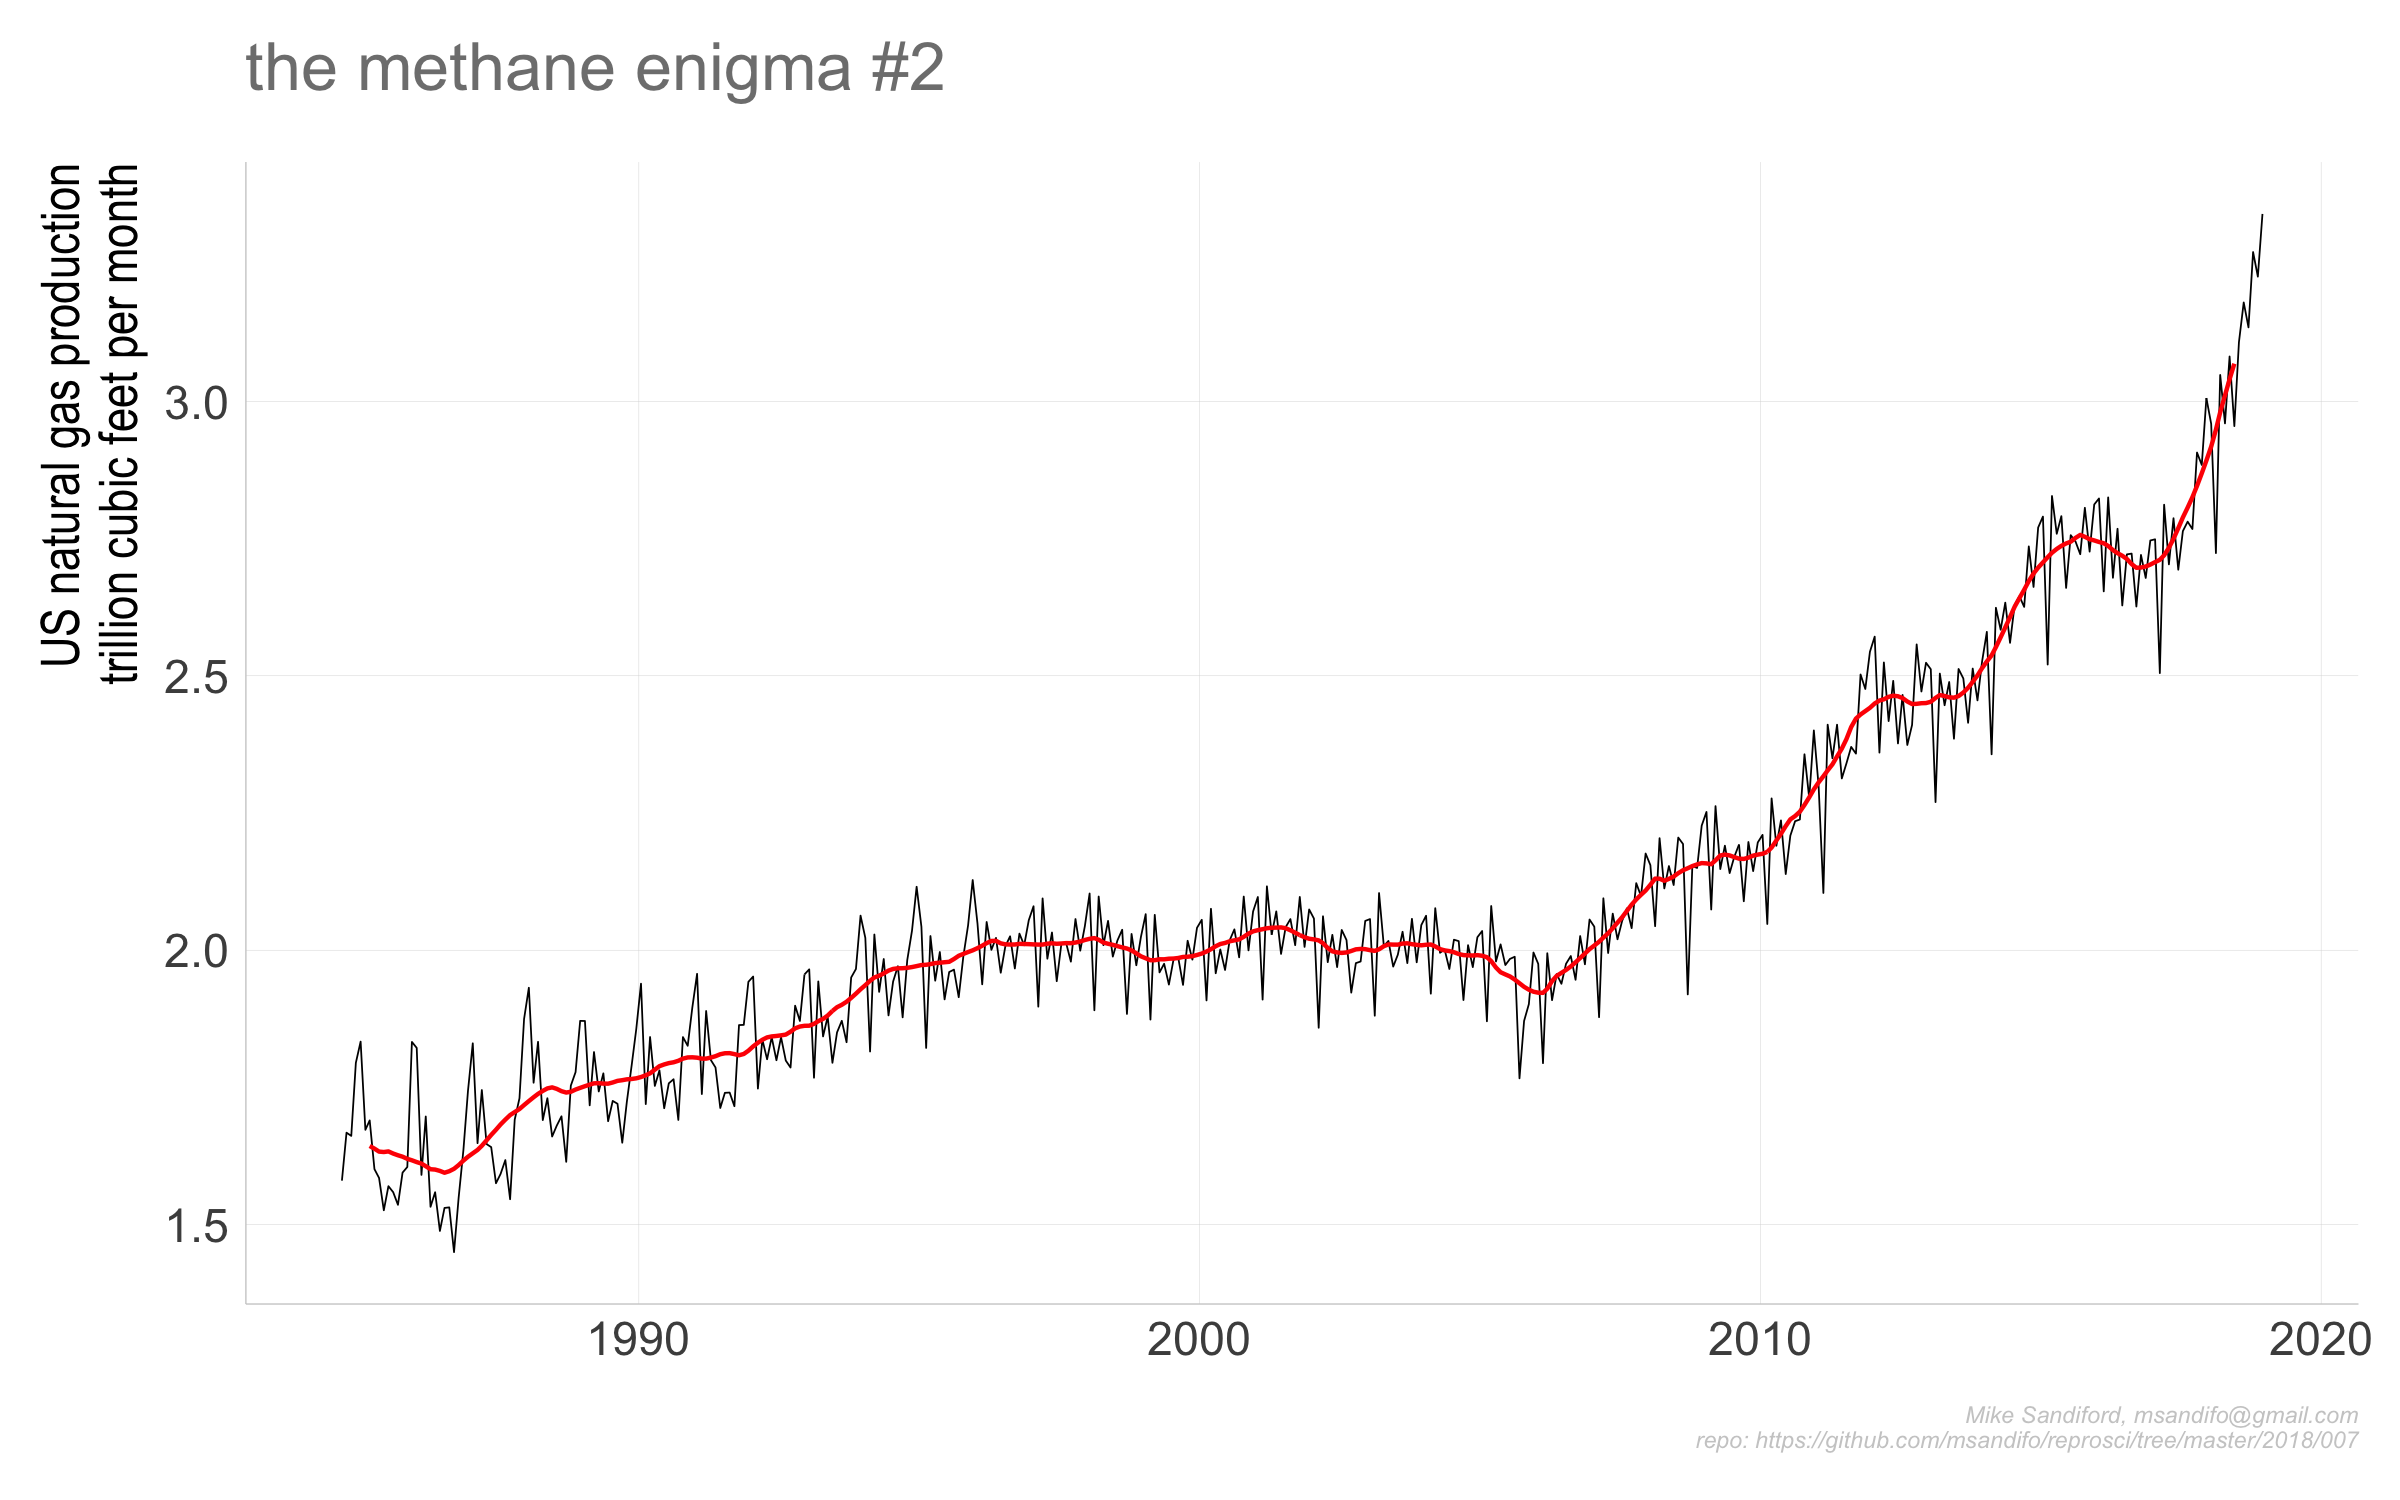 the methane enigma #2
US natural gas production
trillion cubic feet per month
3.0
2.5
2.0
1.5
1990
2000
2010
2020
Mike Sandiford, msandifo@gmail.com
repo: https://github.com/msandifo/reprosci/tree/master/2018/007